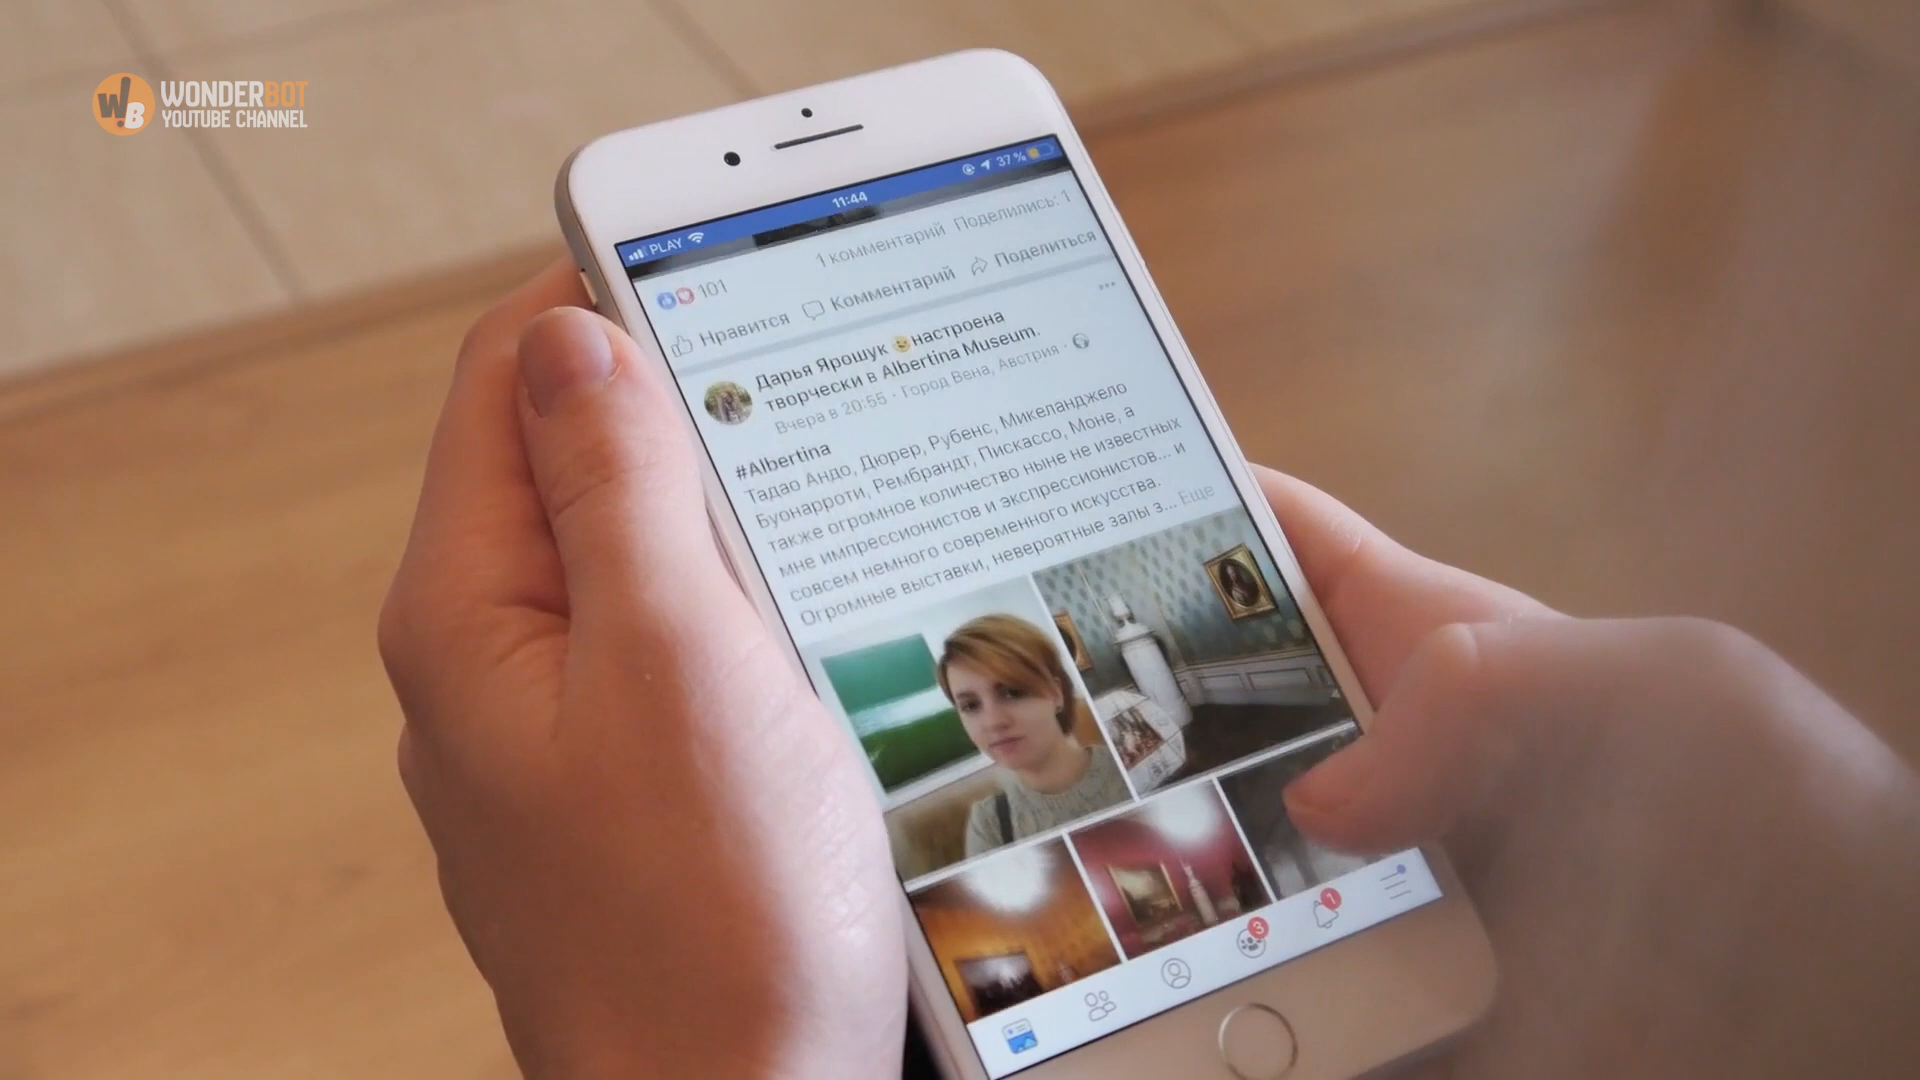 WONDERBOT
YOUTUBE CHANNEL
PLAY
11:44
37 %
101
1 комментарий Поделились: 1
Нравится
Комментарий
Поделиться
Дарья Ярошук 😉настроена
творчески в Albertina Museum.
Вчера в 20:55 · Город Вена, Австрия ·
#Albertina
Тадао Андо, Дюрер, Рубенс, Микеланджело
Буонарроти, Рембрандт, Пискассо, Моне, а
также огромное количество ныне не известных
мне импрессионистов и экспрессионистов... и
совсем немного современного искусства.
Огромные выставки, невероятные залы з... Еще
3
1